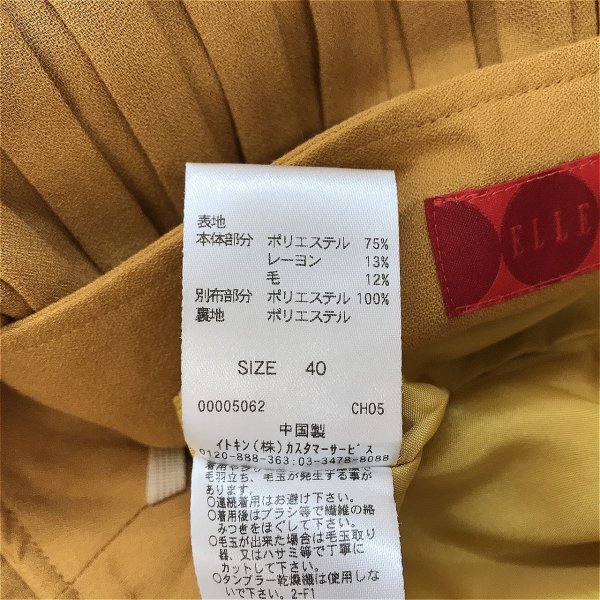 ELLE
表地
本体部分 ポリエステル 75%
レーヨン 13%
毛 12%
別布部分 ポリエステル 100%
裏地 ポリエステル
SIZE 40
00005062 CH05
中国製
イトキン(株)カスタマーサービス
0120-888-363:03-3478-8088
毛羽立ち、毛玉が発生する事が
あります。
○連続着用はお避け下さい。
○着用後はブラシ等で繊維の絡
みつきをほぐして下さい。
○毛玉が出来た場合は毛玉取り
器、又はハサミ等で丁寧に
カットして下さい。
○タンブラー乾燥機は使用しな
いで下さい。2-F1